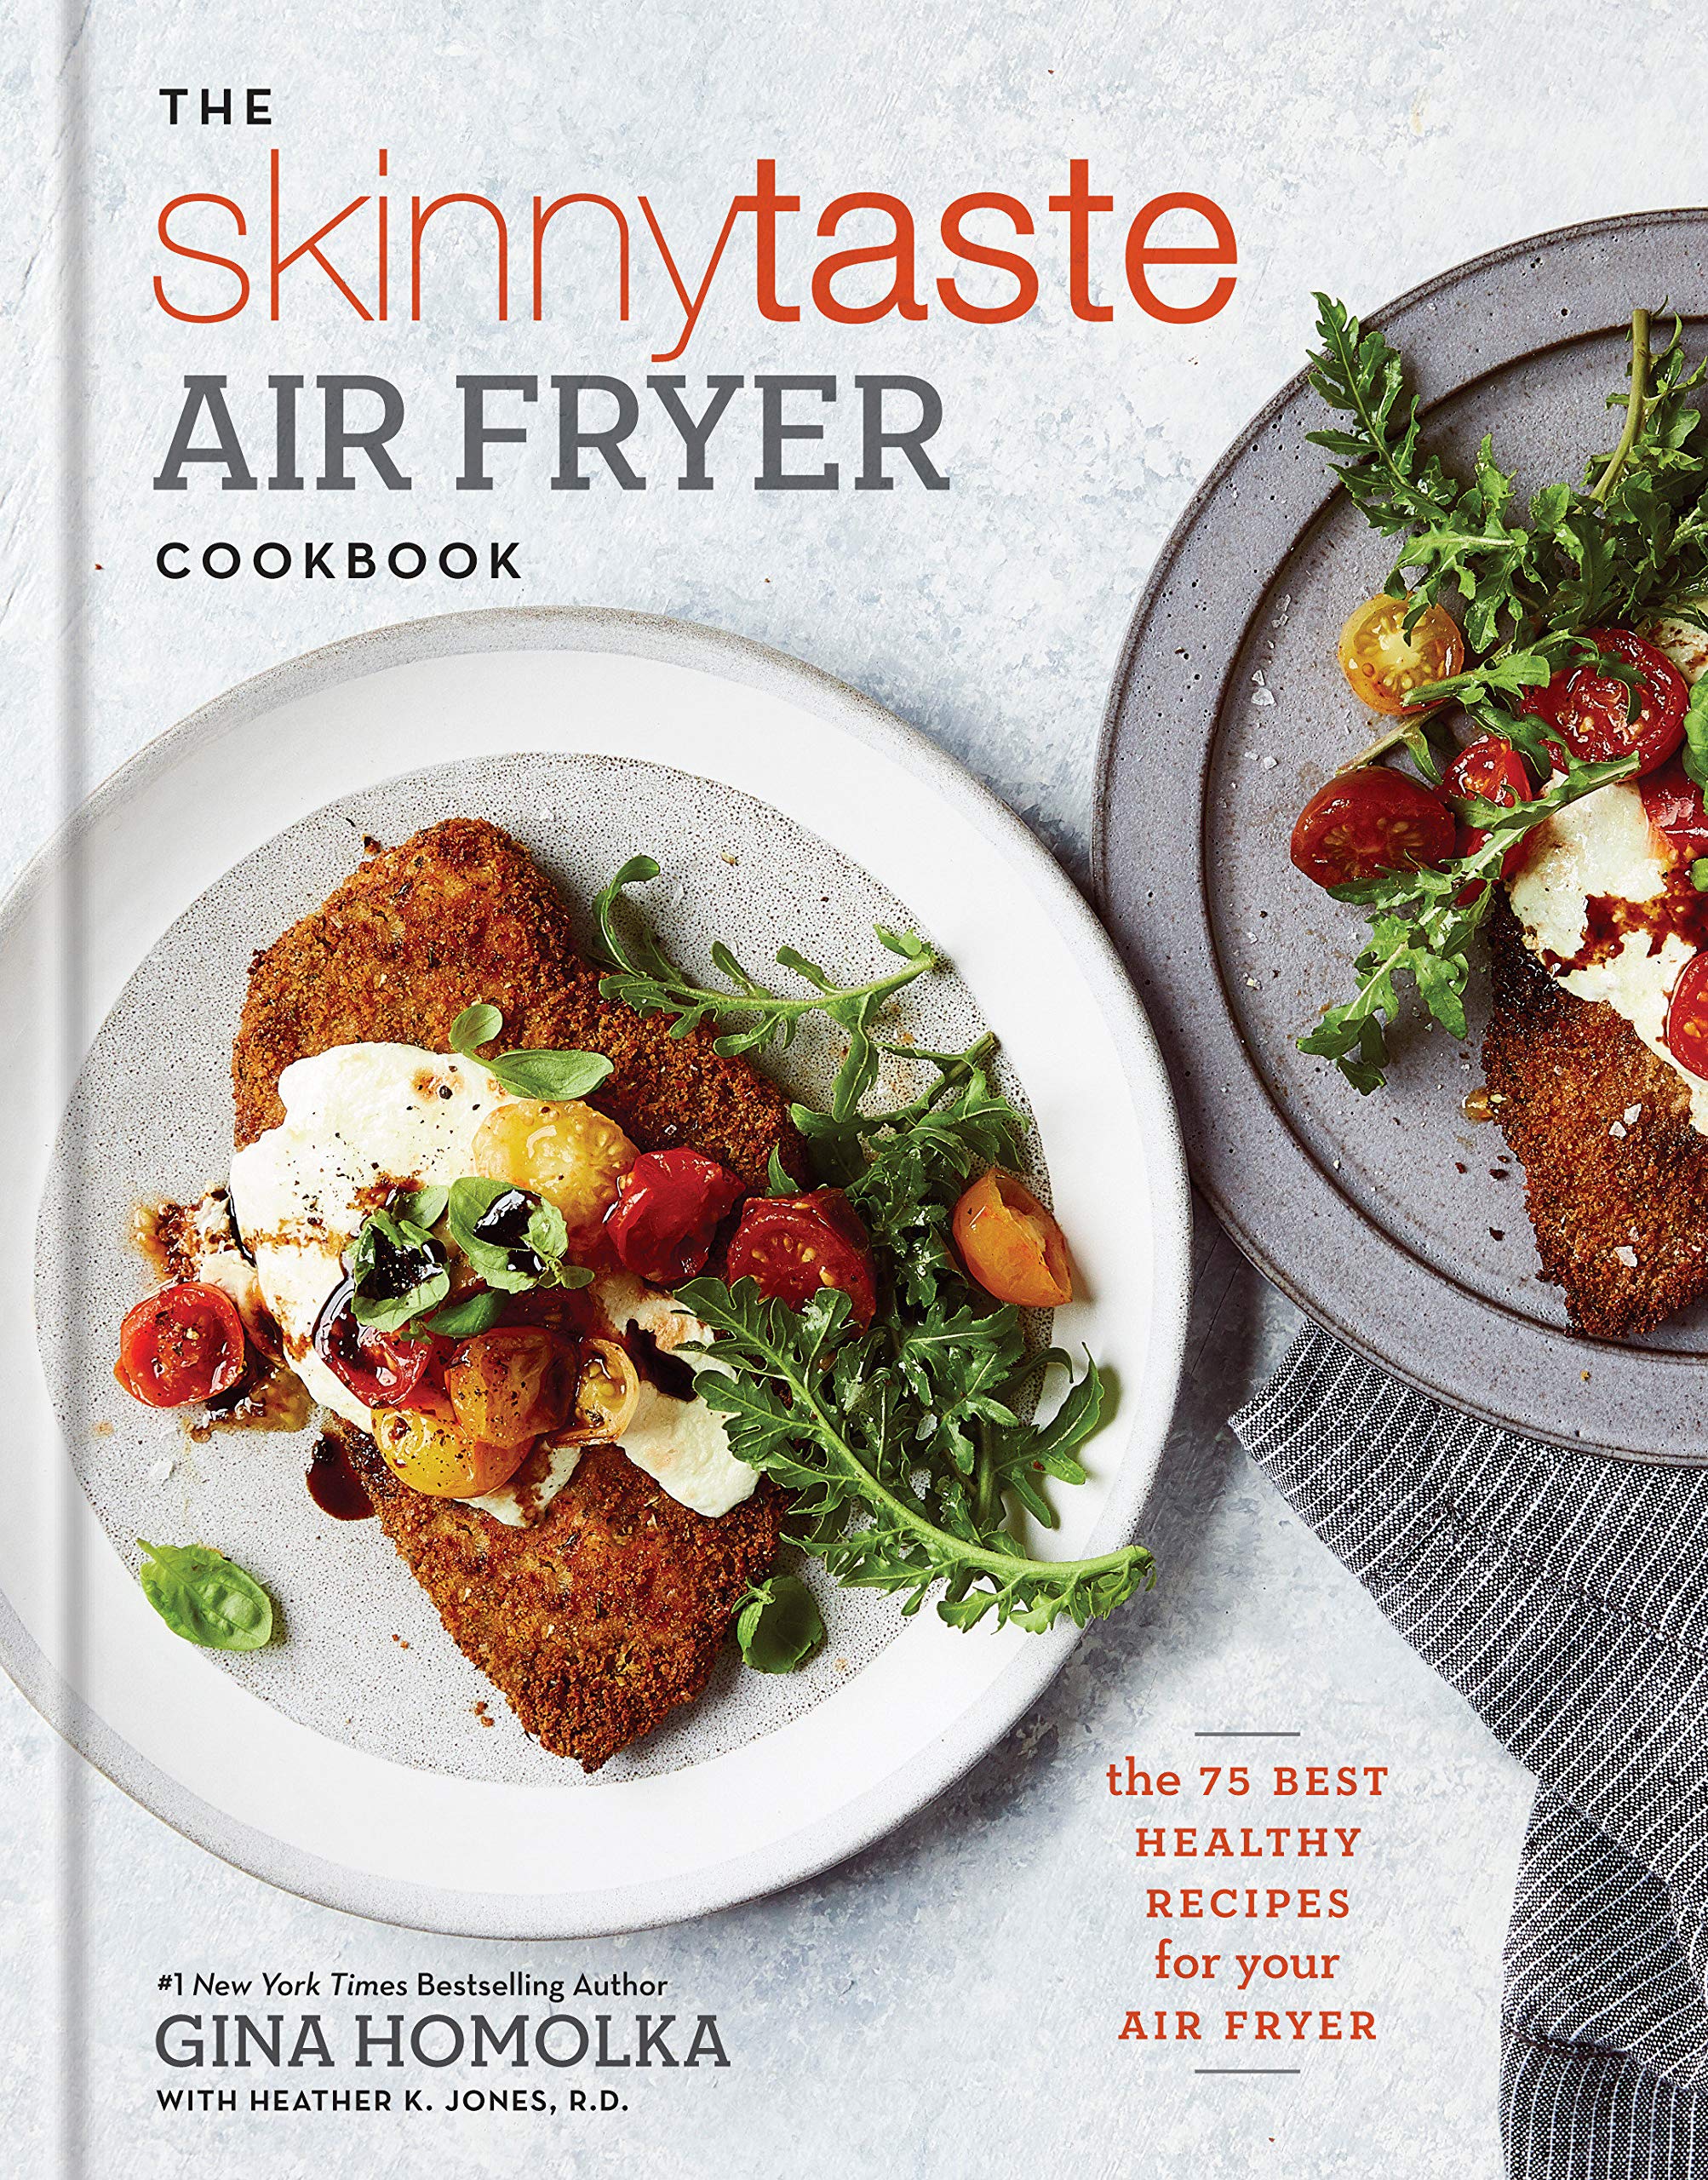 THE
skinnytaste
AIR FRYER
COOKBOOK
the 75 BEST
HEALTHY
RECIPES
for your
AIR FRYER
#1 New York Times Bestselling Author
GINA HOMOLKA
WITH HEATHER K. JONES, R.D.